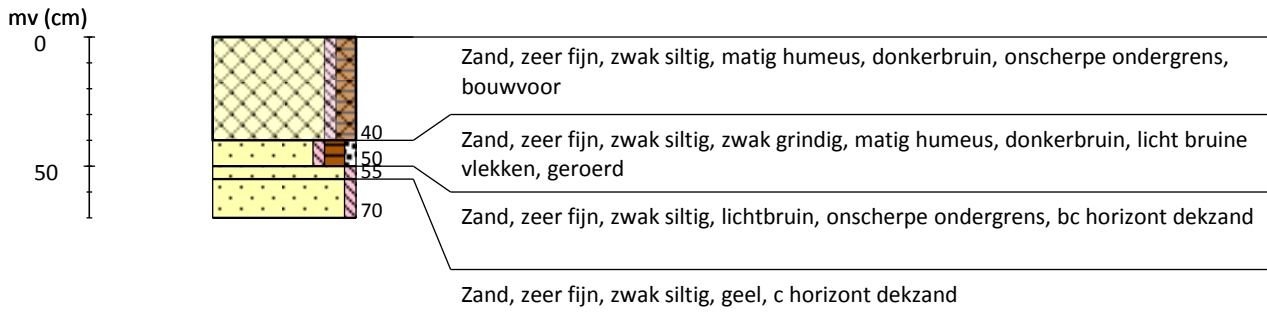 mv (cm)
0
Zand, zeer fijn, zwak siltig, matig humeus, donkerbruin, onscherpe ondergrens,
bouwvoor
40
Zand, zeer fijn, zwak siltig, zwak grindig, matig humeus, donkerbruin, licht bruine
vlekken, geroerd
50
50
55
70
Zand, zeer fijn, zwak siltig, lichtbruin, onscherpe ondergrens, bc horizont dekzand
Zand, zeer fijn, zwak siltig, geel, c horizont dekzand